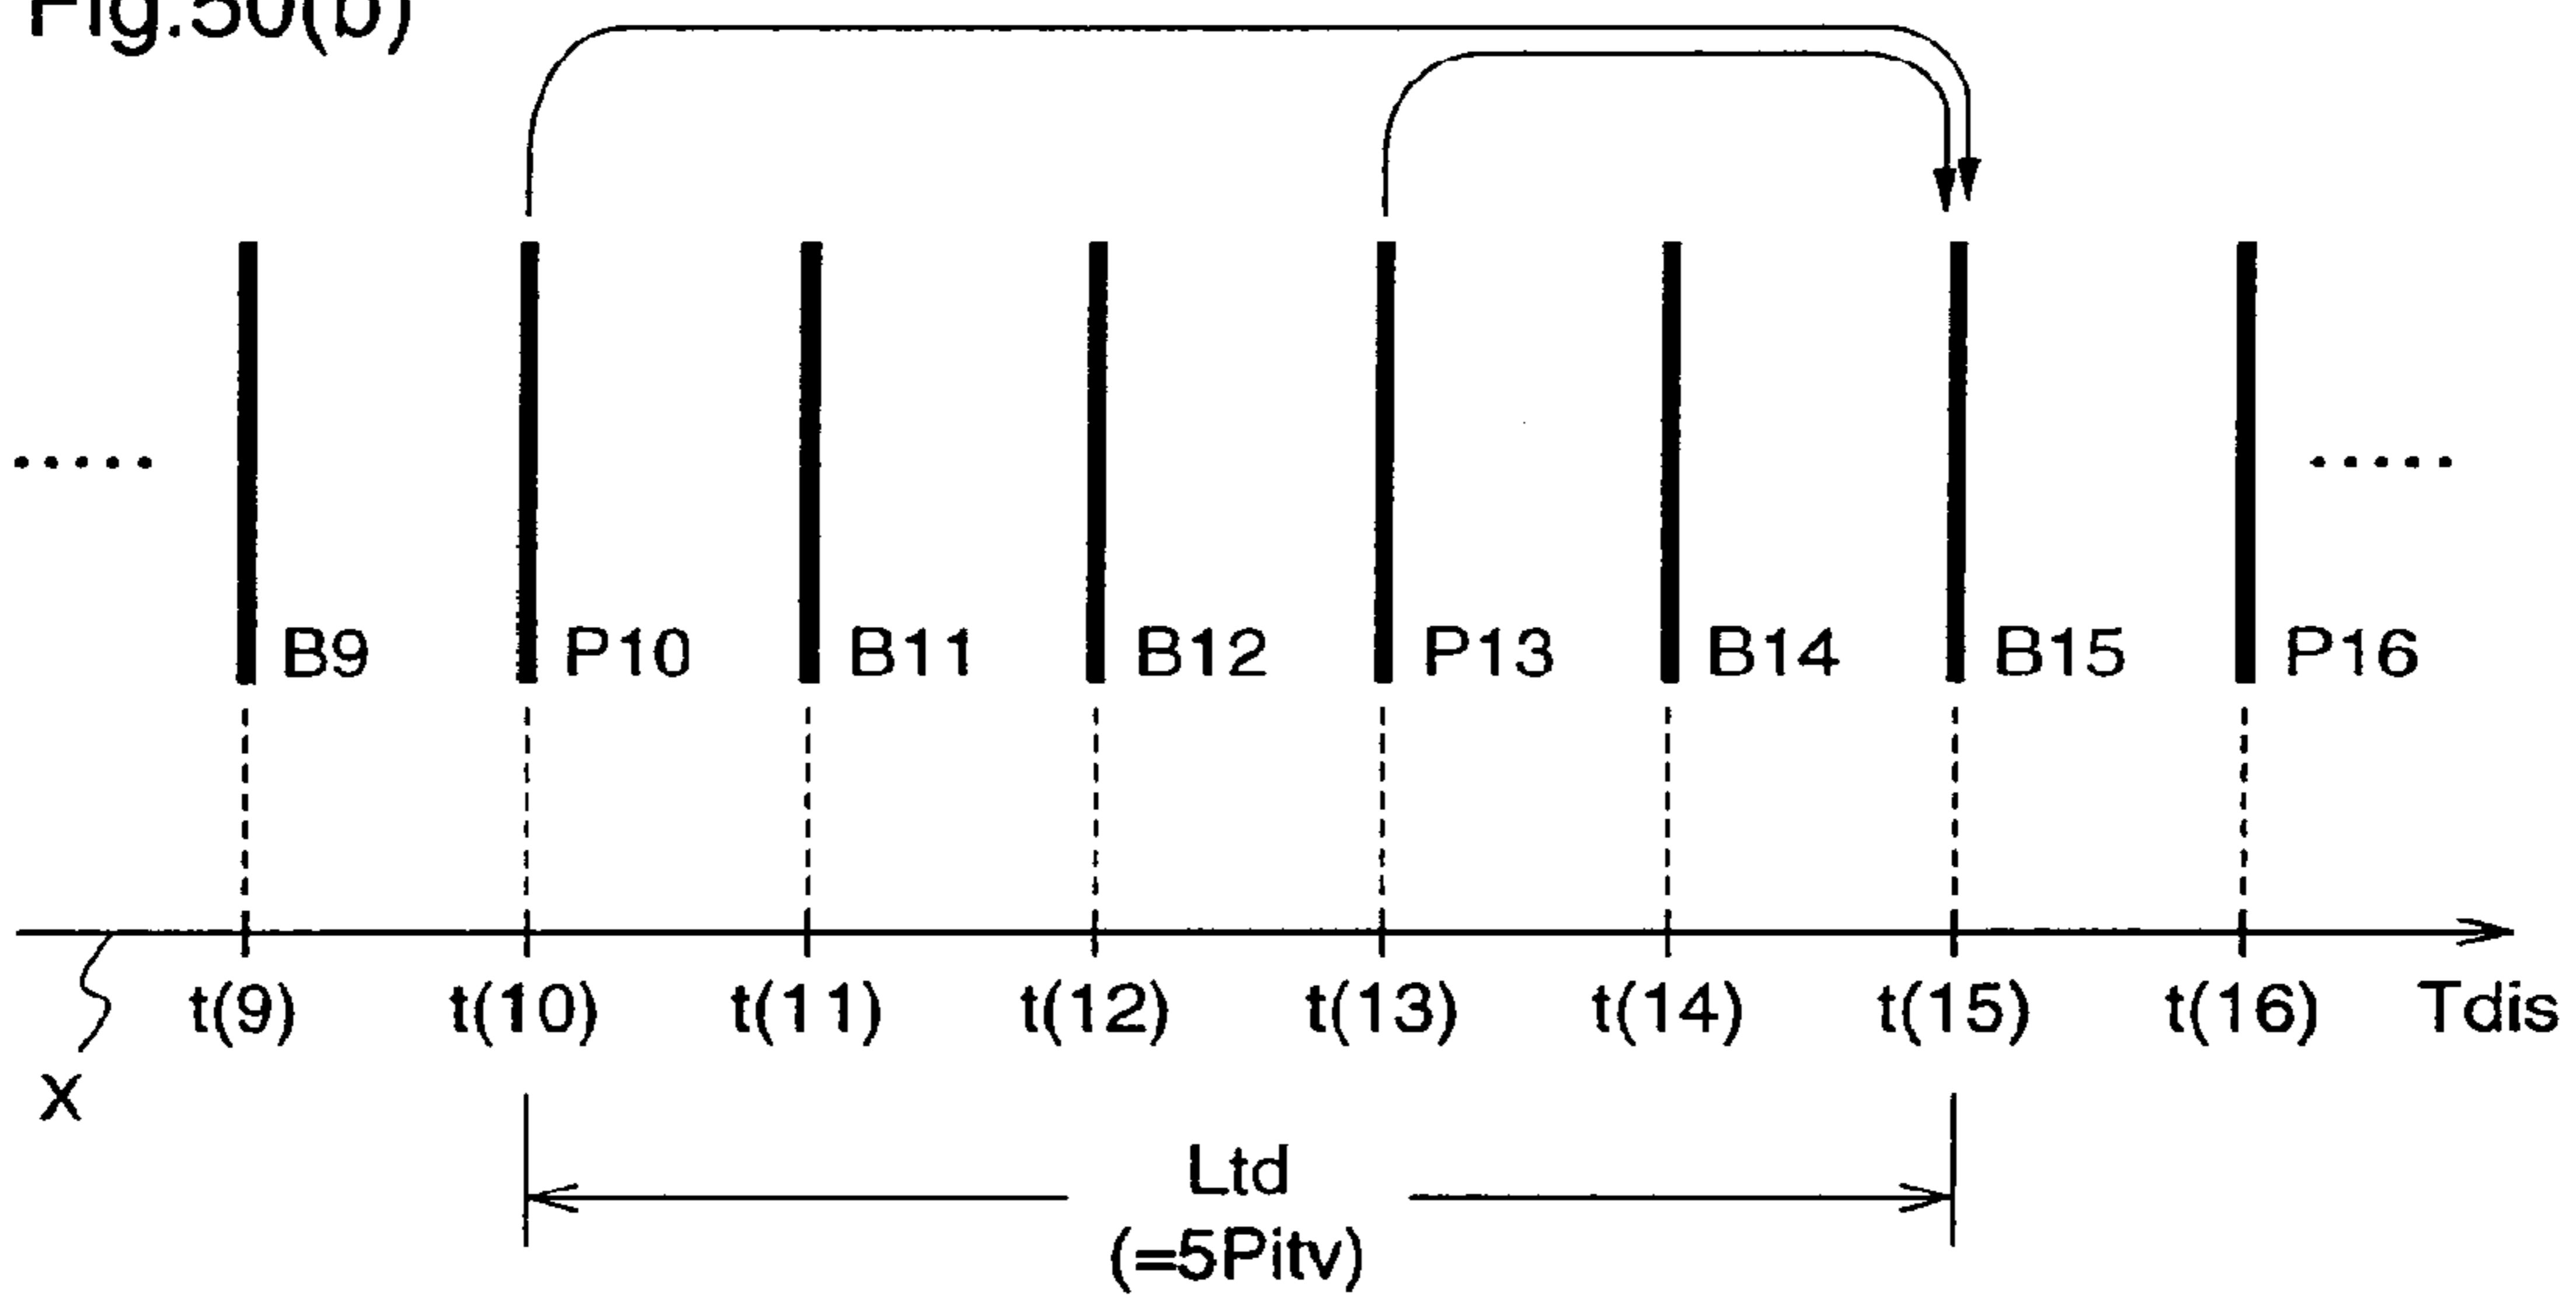 Fig.50(b)
B9 P10 B11 B12 P13 B14 B15 P16
t(9) t(10) t(11) t(12) t(13) t(14) t(15) t(16) Tdis
X
Ltd
(=5Pitv)